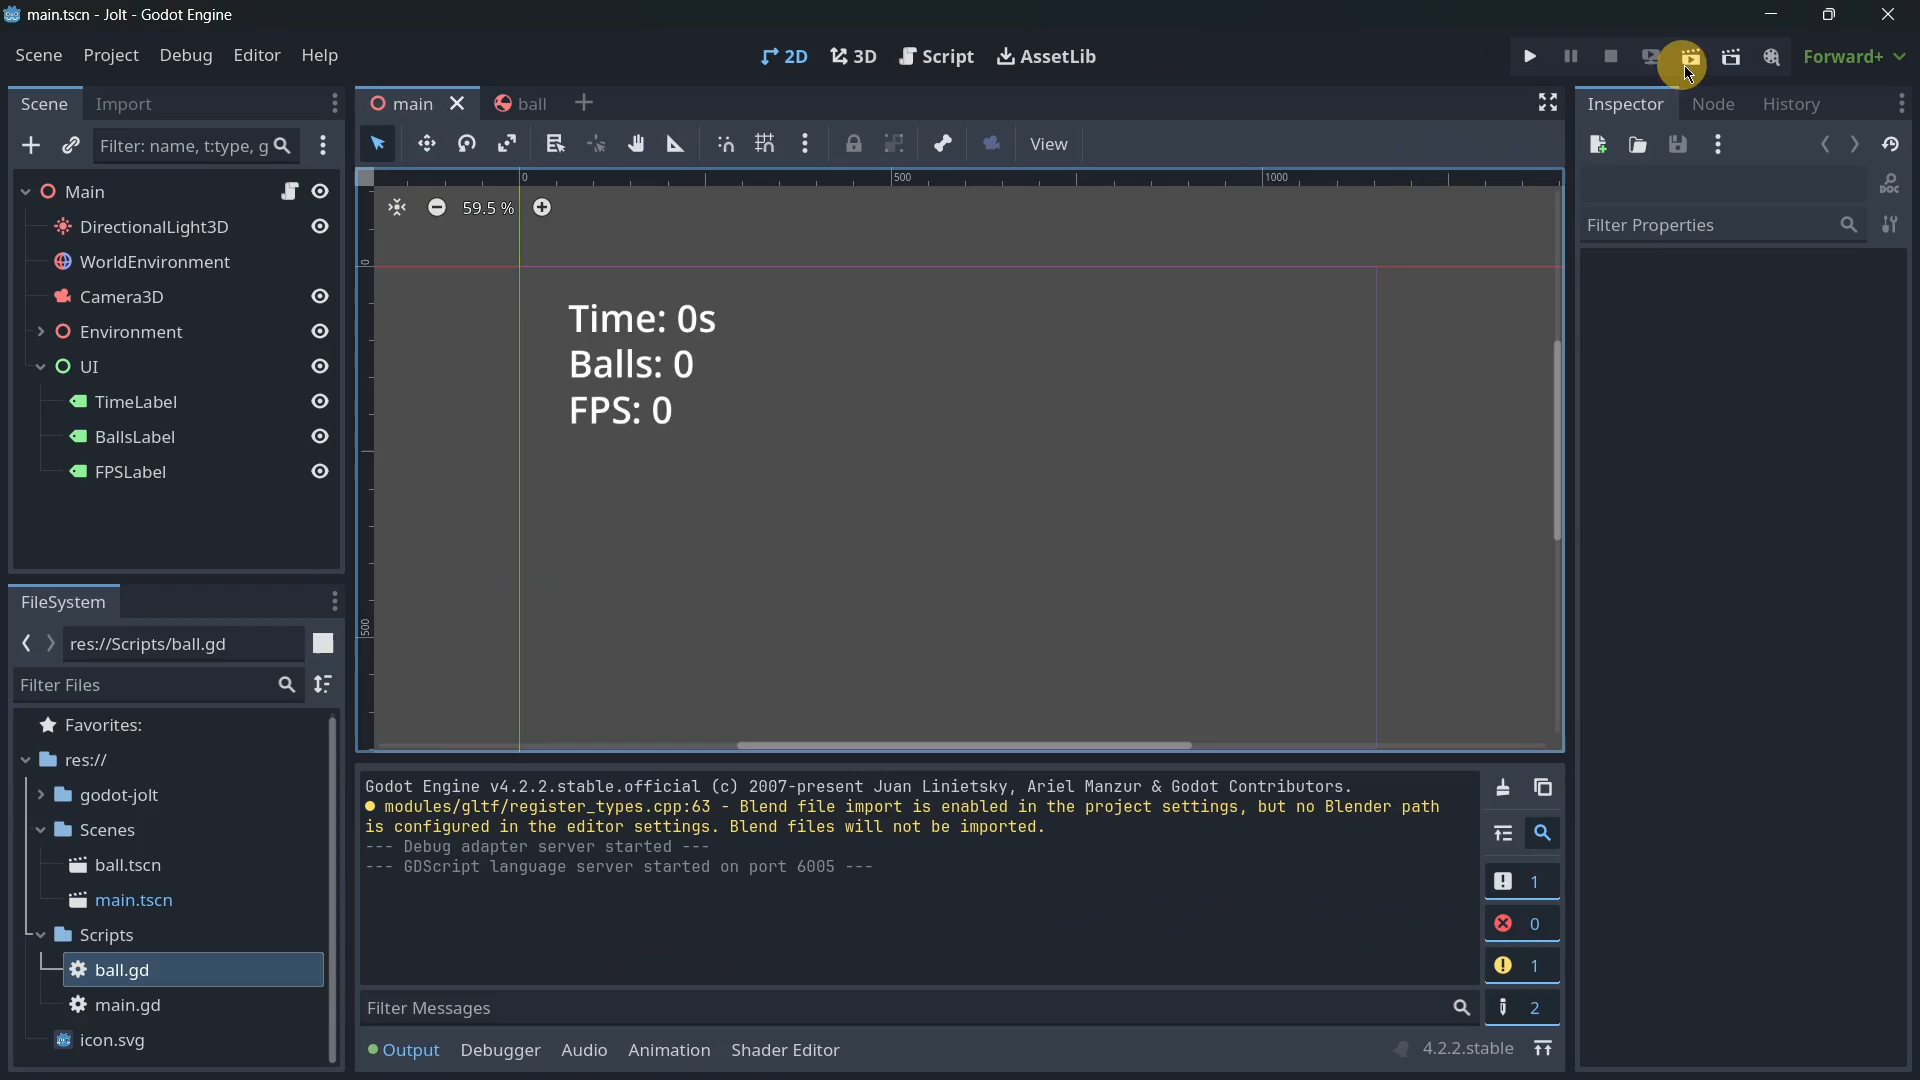 main.tscn - Jolt - Godot Engine
Scene Project Debug Editor Help
2D 3D Script AssetLib
Forward+
Scene Import
main ball
Inspector Node History
Filter: name, t:type, g
View
Main
DirectionalLight3D
WorldEnvironment
Camera3D
Environment
UI
TimeLabel
BallsLabel
FPSLabel
0 500 1000
59.5 %
0
500
Time: 0s
Balls: 0
FPS: 0
Filter Properties
DOC
FileSystem
res://Scripts/ball.gd
Filter Files
Favorites:
res://
godot-jolt
Scenes
ball.tscn
main.tscn
Scripts
ball.gd
main.gd
icon.svg
Godot Engine v4.2.2.stable.official (c) 2007-present Juan Linietsky, Ariel Manzur & Godot Contributors.
modules/gltf/register_types.cpp:63 - Blend file import is enabled in the project settings, but no Blender path
is configured in the editor settings. Blend files will not be imported.
--- Debug adapter server started ---
--- GDScript language server started on port 6005 ---
1
0
1
2
Filter Messages
Output Debugger Audio Animation Shader Editor
4.2.2.stable